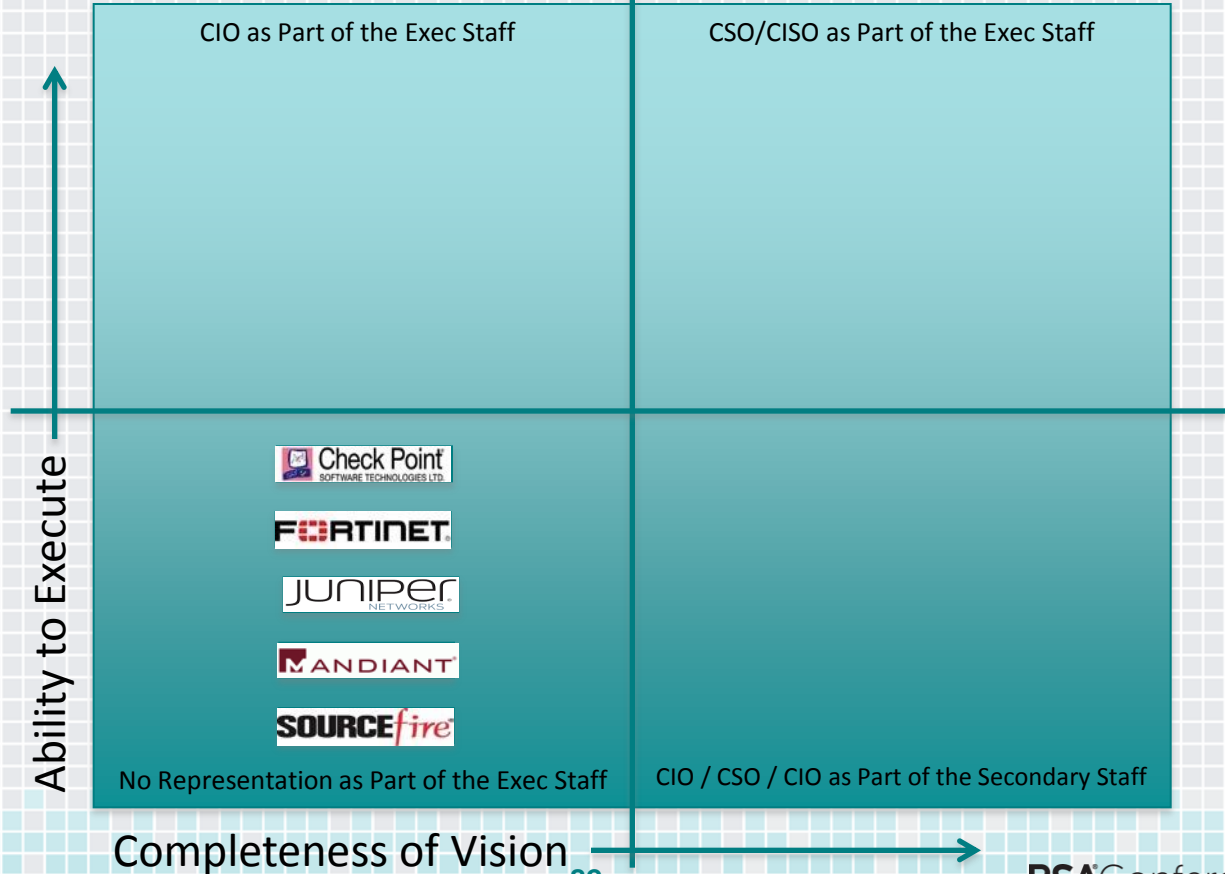 CIO as Part of the Exec Staff
CSO/CISO as Part of the Exec Staff
Ability to Execute
Check Point
SOFTWARE TECHNOLOGIES LTD.
FORTINET
JUNIPER
NETWORKS
MANDIANT
SOURCEfire
No Representation as Part of the Exec Staff
CIO / CSO / CIO as Part of the Secondary Staff
Completeness of Vision